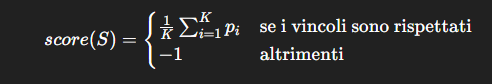 score(S) = { 1/K ∑_{i=1}^{K} p_i se i vincoli sono rispettati
−1 altrimenti